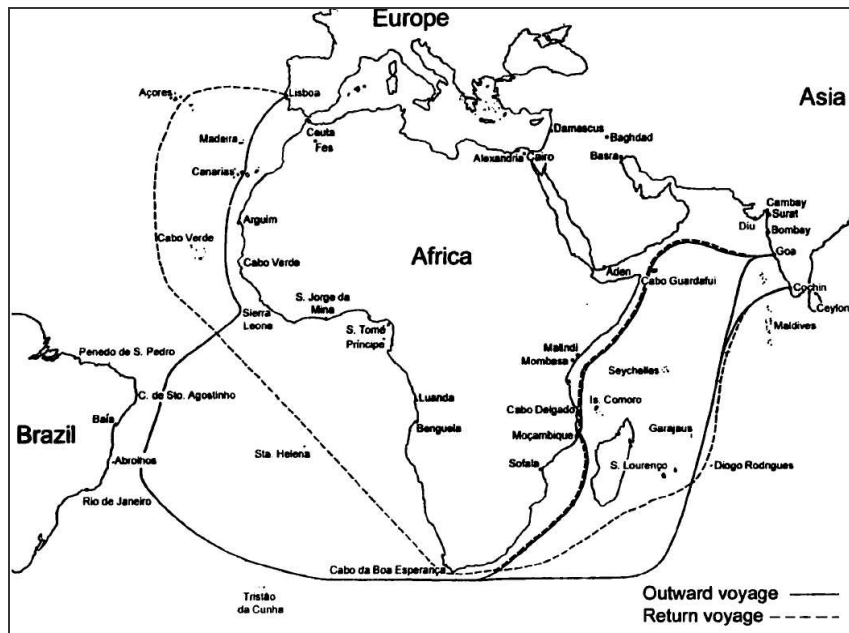 Europe
Asia
Açores
Lisboa
Madeira
Ceuta
Fes
Canarias
Damascus
Baghdad
Alexandria
Cairo
Basra
Cambay
Surat
Diu
Bombay
Goa
Arguim
Cabo Verde
Cabo Verde
Africa
Aden
Cabo Guardafui
Cochin
Ceylon
Maldives
S. Jorge da
Mina
Sierra
Leone
S. Tomé
Príncipe
Penedo de S. Pedro
Malindi
Mombasa
Seychelles
C. de Sto. Agostinho
Luanda
Is. Comoro
Cabo Delgado
Baía
Brazil
Benguela
Moçambique
Garajaus
Abrolhos
Sta. Helena
Sofala
S. Lourenço
Diogo Rodrigues
Rio de Janeiro
Cabo da Boa Esperança
Tristão
da Cunha
Outward voyage
Return voyage